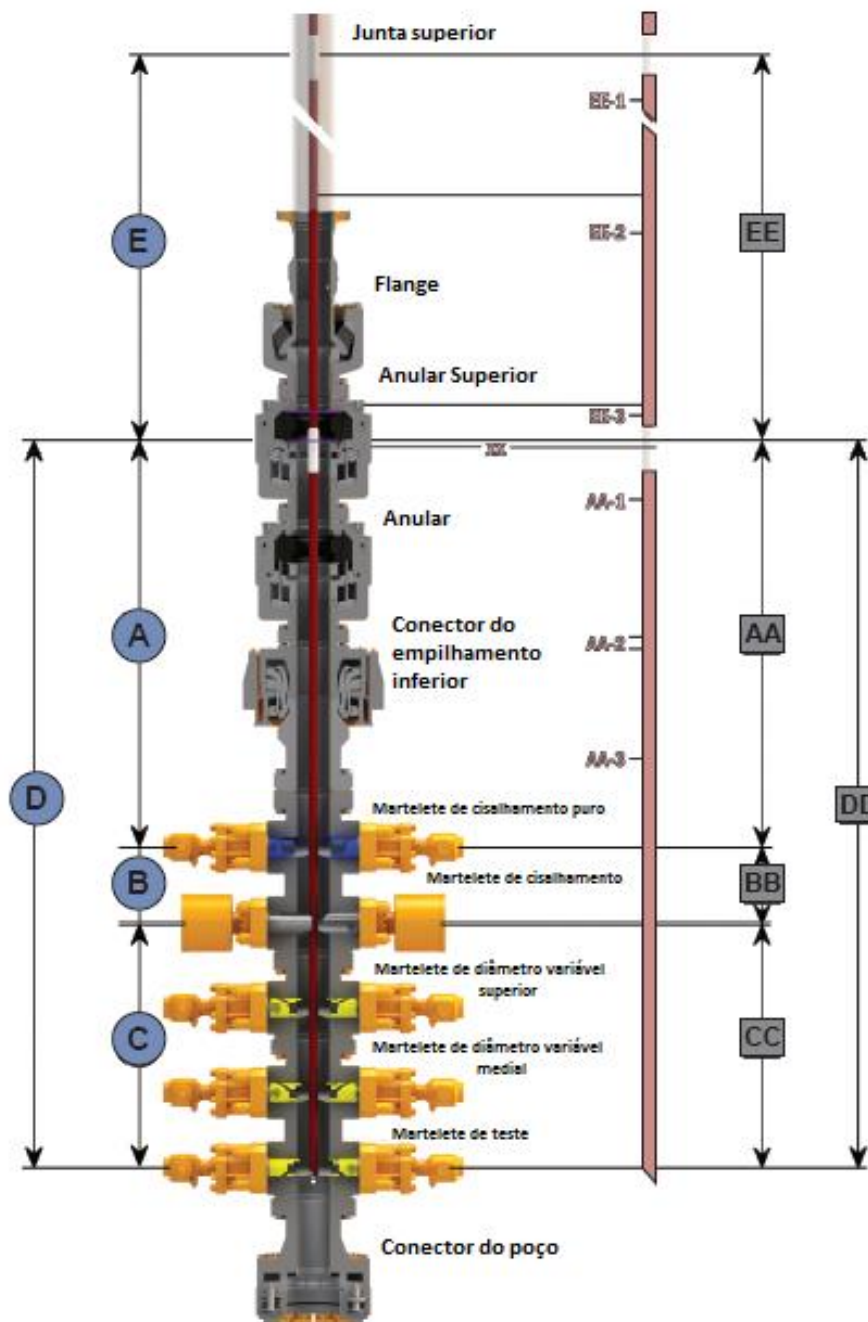 Junta superior
EE-1
E
EE-2
EE
Flange
Anular Superior
EE-3
XX
AA-1
Anular
A
Conector do
empilhamento
inferior
AA-2
AA
AA-3
D
DD
Martelete de cisalhamento puro
B
Martelete de cisalhamento
BB
Martelete de diâmetro variável
superior
C
Martelete de diâmetro variável
medial
CC
Martelete de teste
Conector do poço